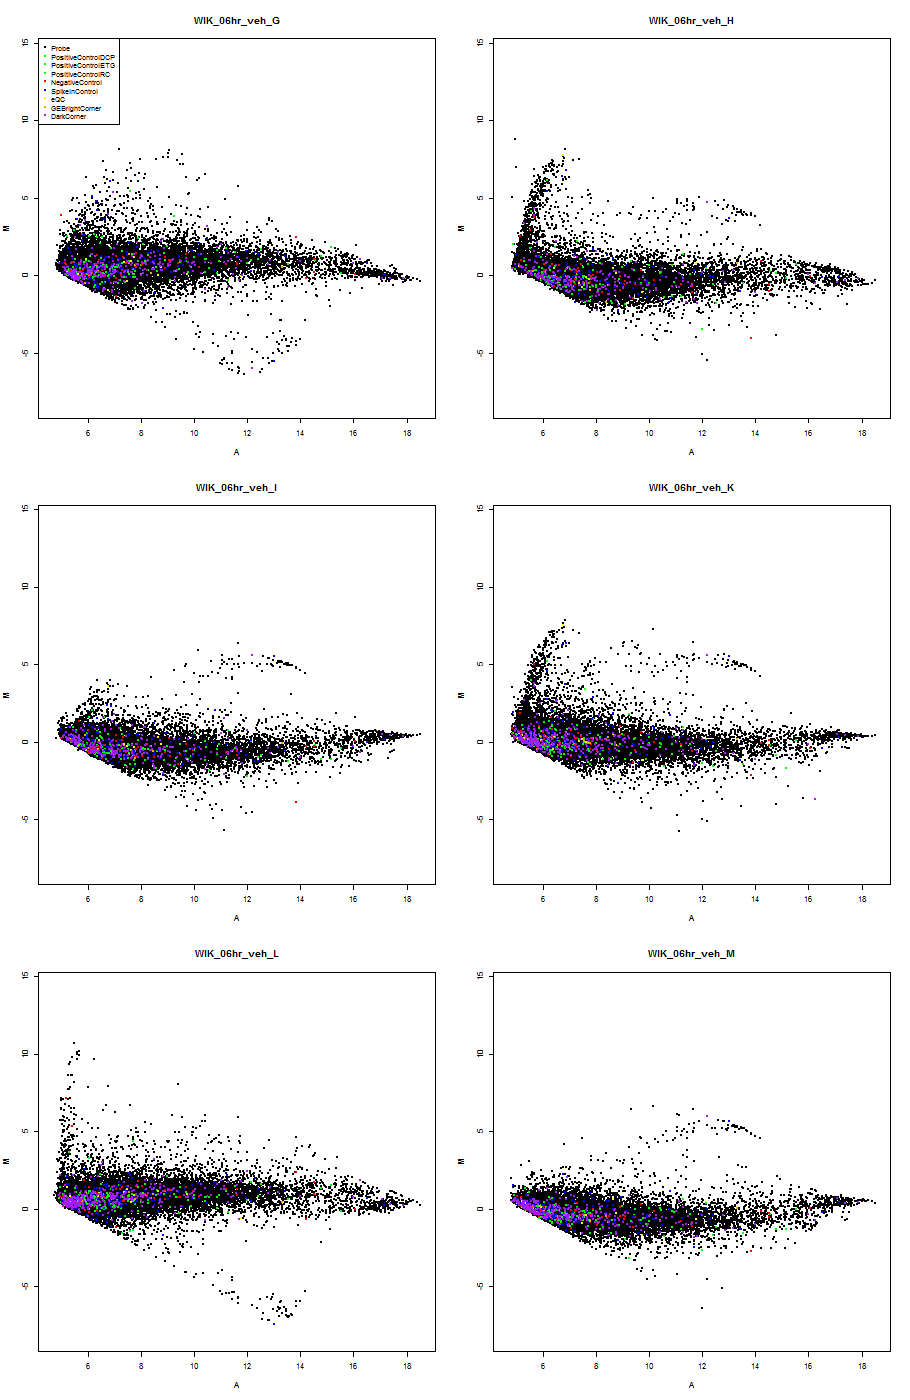 WIK_06hr_veh_G
WIK_06hr_veh_H
15
10
5
0
-5
M
Probe
PositiveControlDCP
PositiveControlETG
PositiveControlRC
NegativeControl
SpikeInControl
eQC
GEBrightCorner
DarkCorner
6 8 10 12 14 16 18
A
15
10
5
0
-5
M
6 8 10 12 14 16 18
A
WIK_06hr_veh_I
WIK_06hr_veh_K
15
10
5
0
-5
M
6 8 10 12 14 16 18
A
15
10
5
0
-5
M
6 8 10 12 14 16 18
A
WIK_06hr_veh_L
WIK_06hr_veh_M
15
10
5
0
-5
M
6 8 10 12 14 16 18
A
15
10
5
0
-5
M
6 8 10 12 14 16 18
A